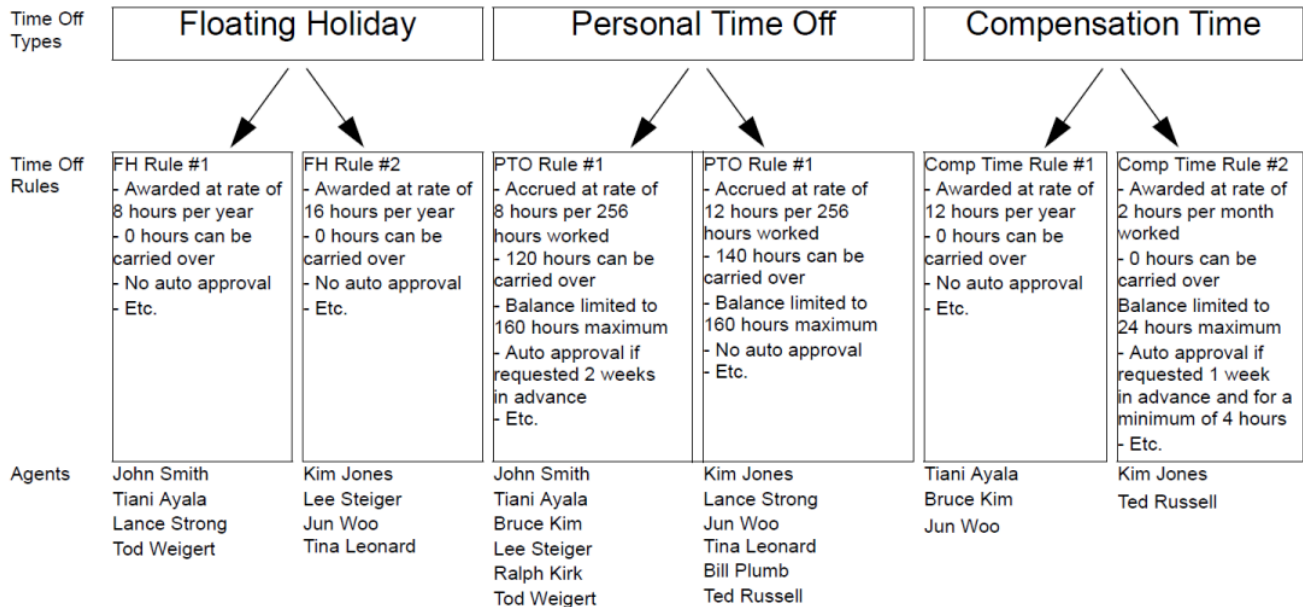 Time Off
Types
Floating Holiday
Personal Time Off
Compensation Time
Time Off
Rules
FH Rule #1
- Awarded at rate of
8 hours per year
- 0 hours can be
carried over
- No auto approval
- Etc.
FH Rule #2
- Awarded at rate of
16 hours per year
- 0 hours can be
carried over
- No auto approval
- Etc.
PTO Rule #1
- Accrued at rate of
8 hours per 256
hours worked
- 120 hours can be
carried over
- Balance limited to
160 hours maximum
- Auto approval if
requested 2 weeks
in advance
- Etc.
PTO Rule #1
- Accrued at rate of
12 hours per 256
hours worked
- 140 hours can be
carried over
- Balance limited to
160 hours maximum
- No auto approval
- Etc.
Comp Time Rule #1
- Awarded at rate of
12 hours per year
- 0 hours can be
carried over
- No auto approval
- Etc.
Comp Time Rule #2
- Awarded at rate of
2 hours per month
worked
- 0 hours can be
carried over
Balance limited to
24 hours maximum
- Auto approval if
requested 1 week
in advance and for a
minimum of 4 hours
- Etc.
Agents
John Smith
Tiani Ayala
Lance Strong
Tod Weigert
Kim Jones
Lee Steiger
Jun Woo
Tina Leonard
John Smith
Tiani Ayala
Bruce Kim
Lee Steiger
Ralph Kirk
Tod Weigert
Kim Jones
Lance Strong
Jun Woo
Tina Leonard
Bill Plumb
Ted Russell
Tiani Ayala
Bruce Kim
Jun Woo
Kim Jones
Ted Russell